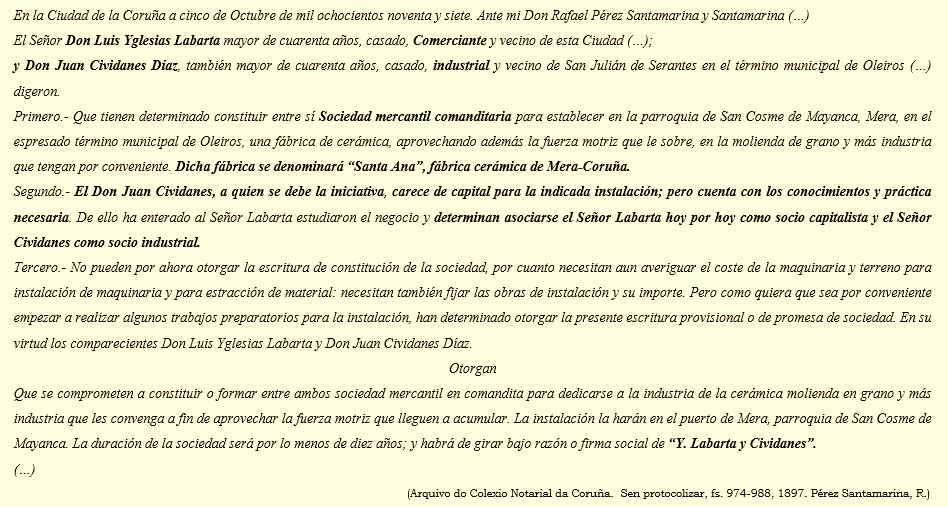 En la Ciudad de la Coruña a cinco de Octubre de mil ochocientos noventa y siete. Ante mi Don Rafael Pérez Santamarina y Santamarina (…)
El Señor Don Luis Yglesias Labarta mayor de cuarenta años, casado, Comerciante y vecino de esta Ciudad (…);
y Don Juan Cividanes Díaz, también mayor de cuarenta años, casado, industrial y vecino de San Julián de Serantes en el término municipal de Oleiros (…)
digeron.
Primero.- Que tienen determinado constituir entre sí Sociedad mercantil comanditaria para establecer en la parroquia de San Cosme de Mayanca, Mera, en el
espresado término municipal de Oleiros, una fábrica de cerámica, aprovechando además la fuerza motriz que le sobre, en la molienda de grano y más industria
que tengan por conveniente. Dicha fábrica se denominará “Santa Ana”, fábrica cerámica de Mera-Coruña.
Segundo.- El Don Juan Cividanes, a quien se debe la iniciativa, carece de capital para la indicada instalación; pero cuenta con los conocimientos y práctica
necesaria. De ello ha enterado al Señor Labarta estudiaron el negocio y determinan asociarse el Señor Labarta hoy por hoy como socio capitalista y el Señor
Cividanes como socio industrial.
Tercero.- No pueden por ahora otorgar la escritura de constitución de la sociedad, por cuanto necesitan aun averiguar el coste de la maquinaria y terreno para
instalación de maquinaria y para estracción de material: necesitan también fijar las obras de instalación y su importe. Pero como quiera que sea por conveniente
empezar a realizar algunos trabajos preparatorios para la instalación, han determinado otorgar la presente escritura provisional o de promesa de sociedad. En su
virtud los comparecientes Don Luis Yglesias Labarta y Don Juan Cividanes Díaz.
Otorgan
Que se comprometen a constituir o formar entre ambos sociedad mercantil en comandita para dedicarse a la industria de la cerámica molienda en grano y más
industria que les convenga a fin de aprovechar la fuerza motriz que lleguen a acumular. La instalación la harán en el puerto de Mera, parroquia de San Cosme de
Mayanca. La duración de la sociedad será por lo menos de diez años; y habrá de girar bajo razón o firma social de “Y. Labarta y Cividanes”.
(…)
(Arquivo do Colexio Notarial da Coruña. Sen protocolizar, fs. 974-988, 1897. Pérez Santamarina, R.)